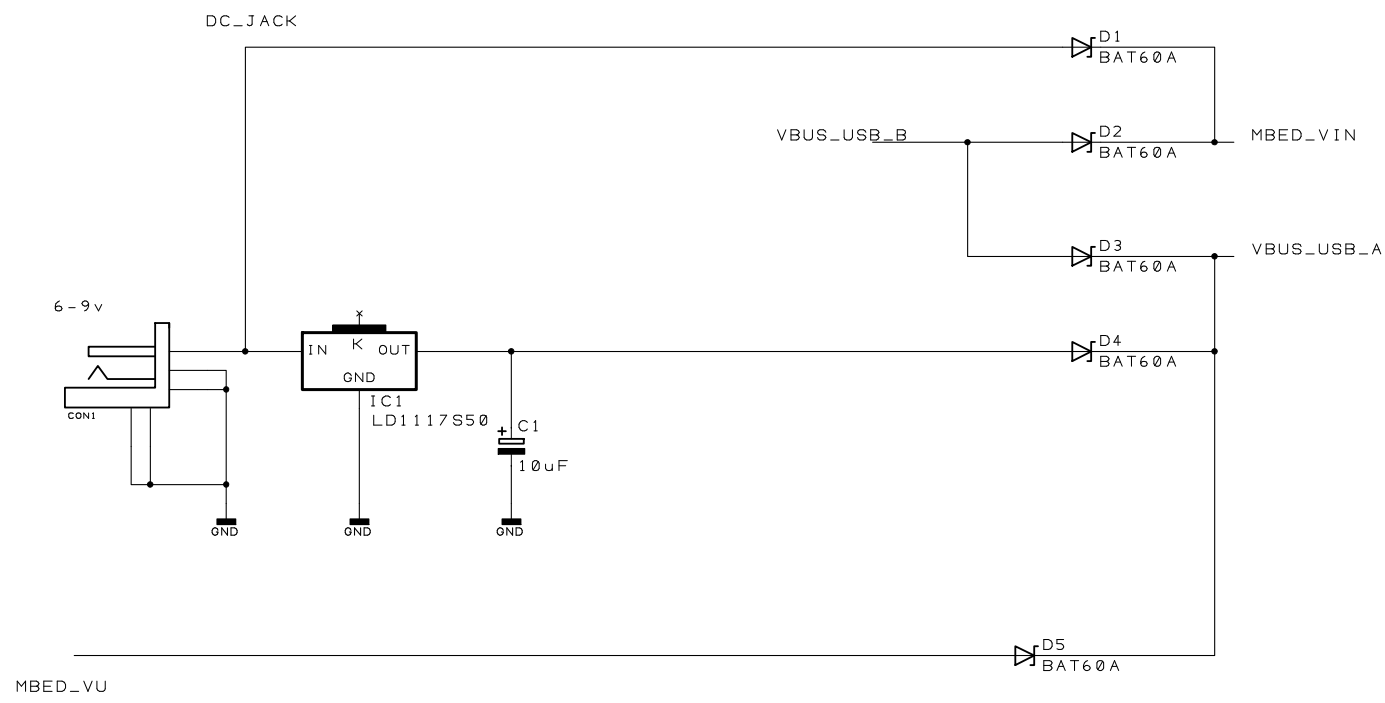 DC_JACK
D1
BAT60A
VBUS_USB_B
D2
BAT60A
MBED_VIN
D3
BAT60A
VBUS_USB_A
6-9v
x
IN
K
OUT
GND
D4
BAT60A
CON1
IC1
LD1117S50
+
C1
10uF
GND
GND
GND
D5
BAT60A
MBED_VU